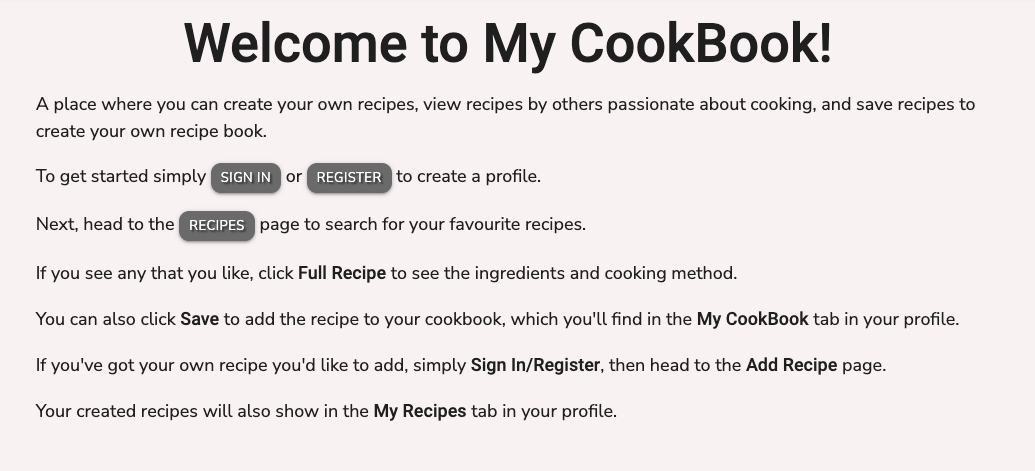 Welcome to My CookBook!
A place where you can create your own recipes, view recipes by others passionate about cooking, and save recipes to
create your own recipe book.
To get started simply SIGN IN or REGISTER to create a profile.
Next, head to the RECIPES page to search for your favourite recipes.
If you see any that you like, click Full Recipe to see the ingredients and cooking method.
You can also click Save to add the recipe to your cookbook, which you'll find in the My CookBook tab in your profile.
If you've got your own recipe you'd like to add, simply Sign In/Register, then head to the Add Recipe page.
Your created recipes will also show in the My Recipes tab in your profile.